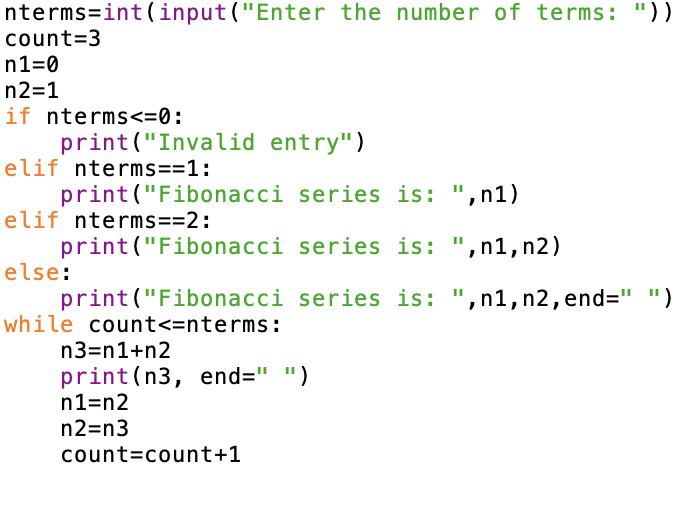 nterms=int(input("Enter the number of terms: "))
count=3
n1=0
n2=1
if nterms<=0:
    print("Invalid entry")
elif nterms==1:
    print("Fibonacci series is: ",n1)
elif nterms==2:
    print("Fibonacci series is: ",n1,n2)
else:
    print("Fibonacci series is: ",n1,n2,end=" ")
while count<=nterms:
    n3=n1+n2
    print(n3, end=" ")
    n1=n2
    n2=n3
    count=count+1